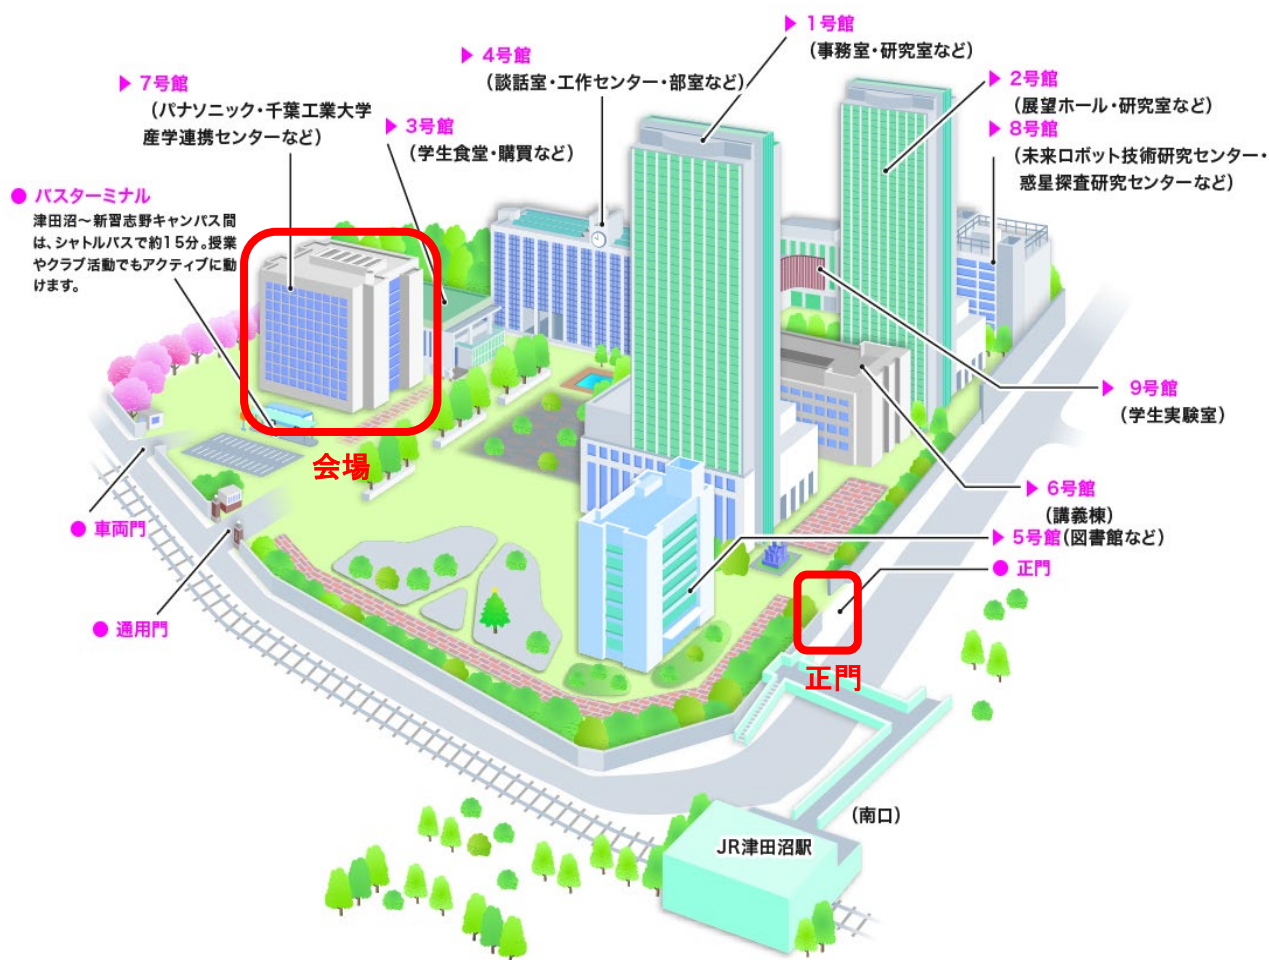 ▶ 1号館
(事務室・研究室など)
▶ 4号館
(談話室・工作センター・部室など)
▶ 2号館
(展望ホール・研究室など)
▶ 7号館
(パナソニック・千葉工業大学
産学連携センターなど)
▶ 3号館
(学生食堂・購買など)
▶ 8号館
(未来ロボット技術研究センター・
惑星探査研究センターなど)
● バスターミナル
津田沼〜新習志野キャンパス間
は、シャトルバスで約15分。授業
やクラブ活動でもアクティブに動
けます。
▶ 9号館
(学生実験室)
会場
▶ 6号館
(講義棟)
● 車両門
▶ 5号館(図書館など)
● 正門
● 通用門
正門
(南口)
JR津田沼駅